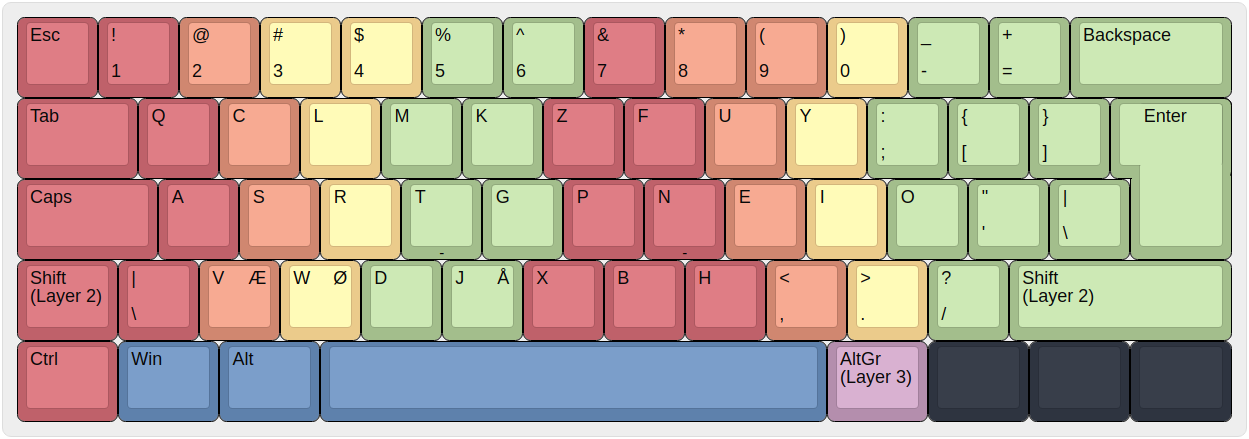 Esc ! @ # $ % ^ & * ( ) _ + Backspace
1 2 3 4 5 6 7 8 9 0 - =
Tab Q C L M K Z F U Y : { } Enter
; [ ]
Caps A S R T G P N E I O " |
' \
- -
Shift | V Æ W Ø D J Å X B H < > ?
Shift
(Layer 2) (Layer 2)
\ , . /
Ctrl Win Alt AltGr
(Layer 3)